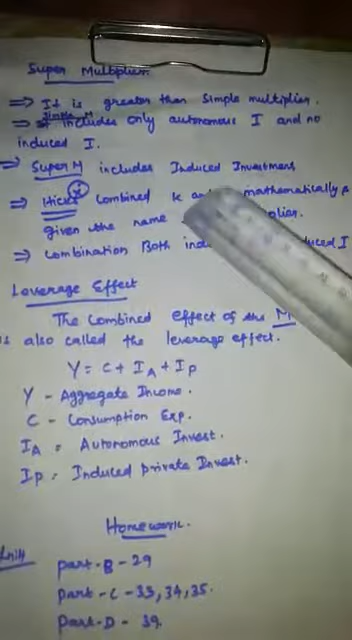 Super Multiplier.
⇒ It is greater than simple multiplier.
simple M
⇒ It includes only autonomous I and no
induced I.
⇒ Super M includes Induced Investment
⇒ Hicks combined k and mathematically &
given the name
⇒ Combination Both induced I
Leverage Effect
The combined effect of the M
is also called the leverage effect.
Y = C + IA + Ip
Y - Aggregate Income.
C - Consumption Exp.
IA = Autonomous Invest.
Ip = Induced private Invest.
Homework.
part-B - 29
part-C - 33, 34, 35.
part-D - 39.